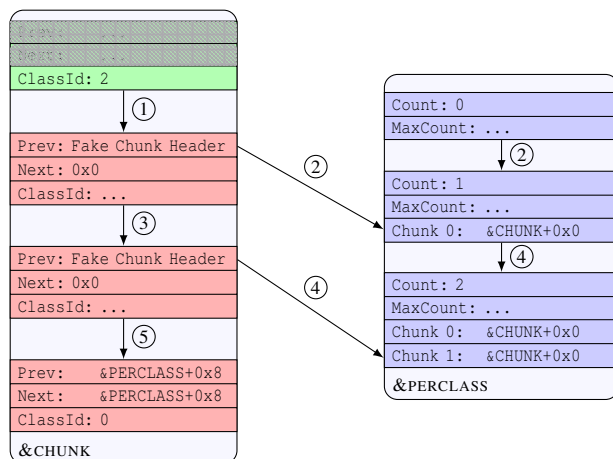 Prev: ...
Next: ...
ClassId: 2
①
Prev: Fake Chunk Header
Next: 0x0
ClassId: ...
③
Prev: Fake Chunk Header
Next: 0x0
ClassId: ...
⑤
Prev: &PERCLASS+0x8
Next: &PERCLASS+0x8
ClassId: 0
&CHUNK
②
④
Count: 0
MaxCount: ...
②
Count: 1
MaxCount: ...
Chunk 0: &CHUNK+0x0
④
Count: 2
MaxCount: ...
Chunk 0: &CHUNK+0x0
Chunk 1: &CHUNK+0x0
&PERCLASS